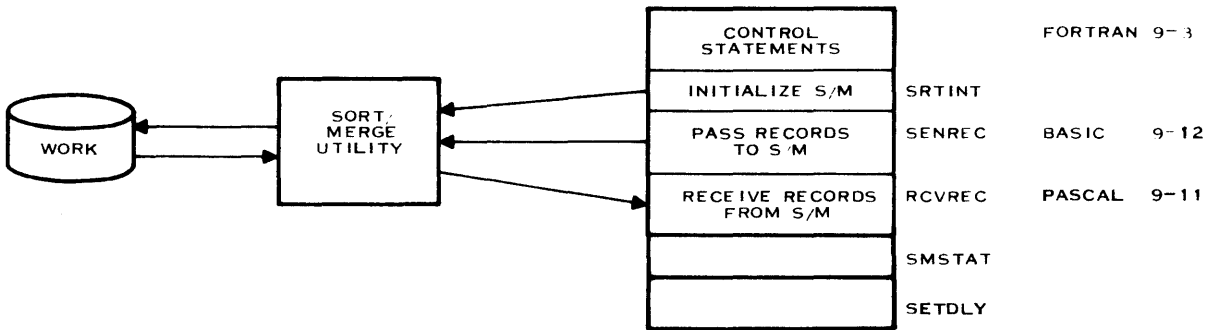 CONTROL
STATEMENTS
FORTRAN 9-3
INITIALIZE S/M
SRTINT
SORT/
MERGE
UTILITY
WORK
PASS RECORDS
TO S/M
SENREC
BASIC 9-12
RECEIVE RECORDS
FROM S/M
RCVREC
PASCAL 9-11
SMSTAT
SETDLY